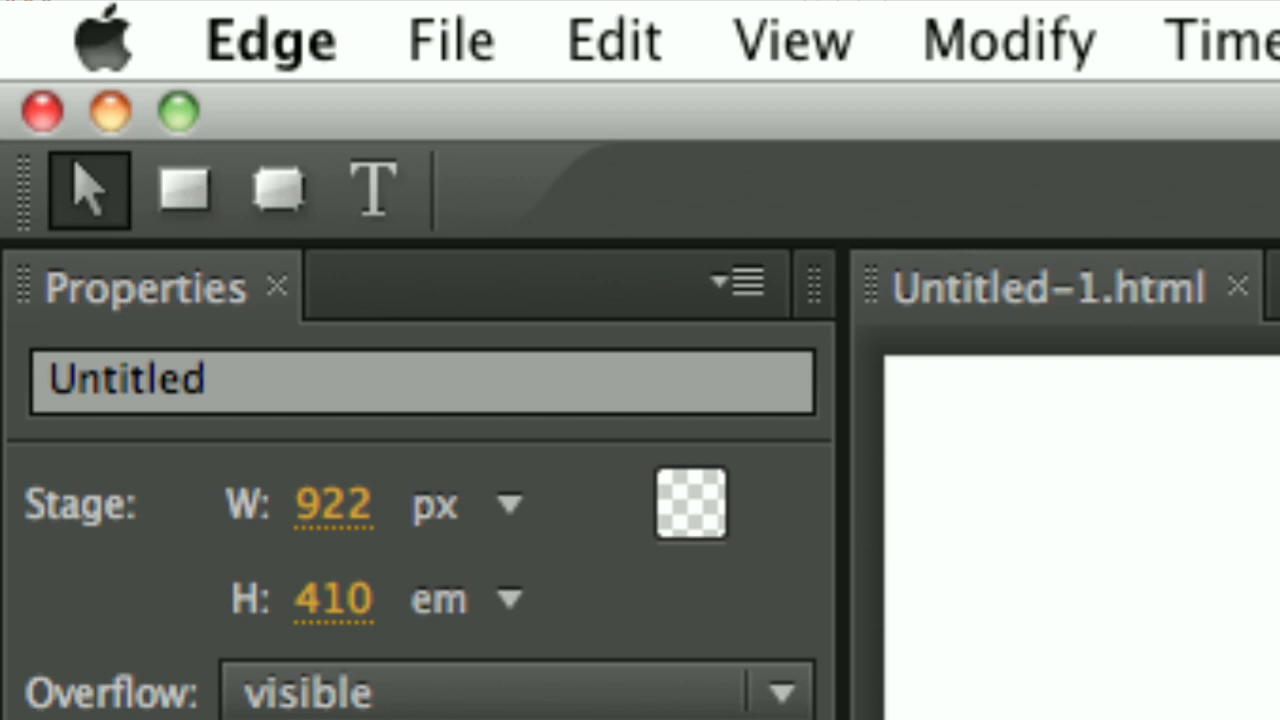 Edge File Edit View Modify Time
T
Properties
Untitled-1.html
Untitled
Stage: W: 922 px
H: 410 em
Overflow: visible